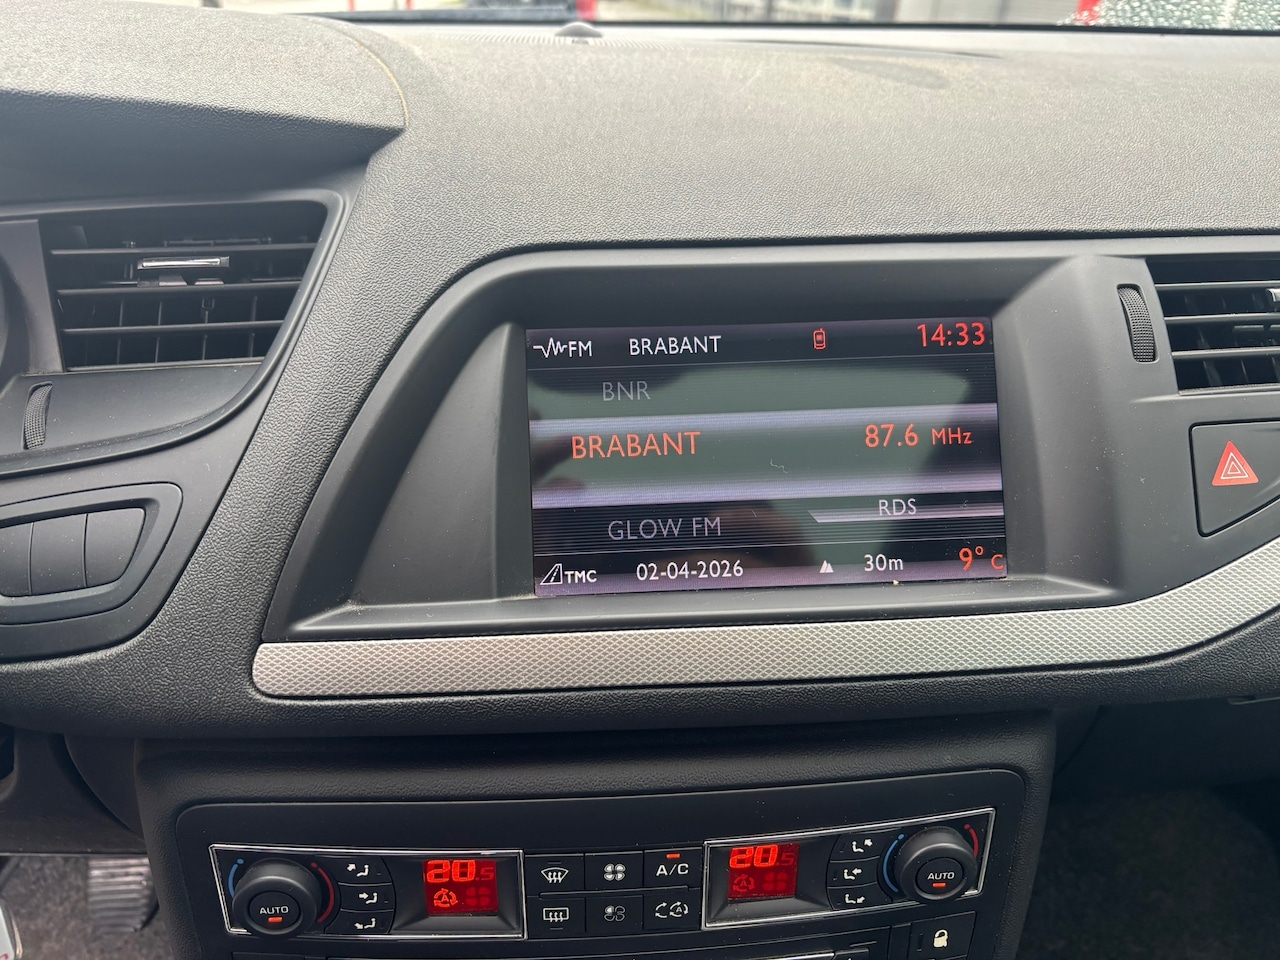 FM BRABANT 14:33
BNR
BRABANT 87.6 MHz
RDS
GLOW FM
TMC 02-04-2026 30m 9° C
AUTO 20.5 A/C 20.5 AUTO
A A A